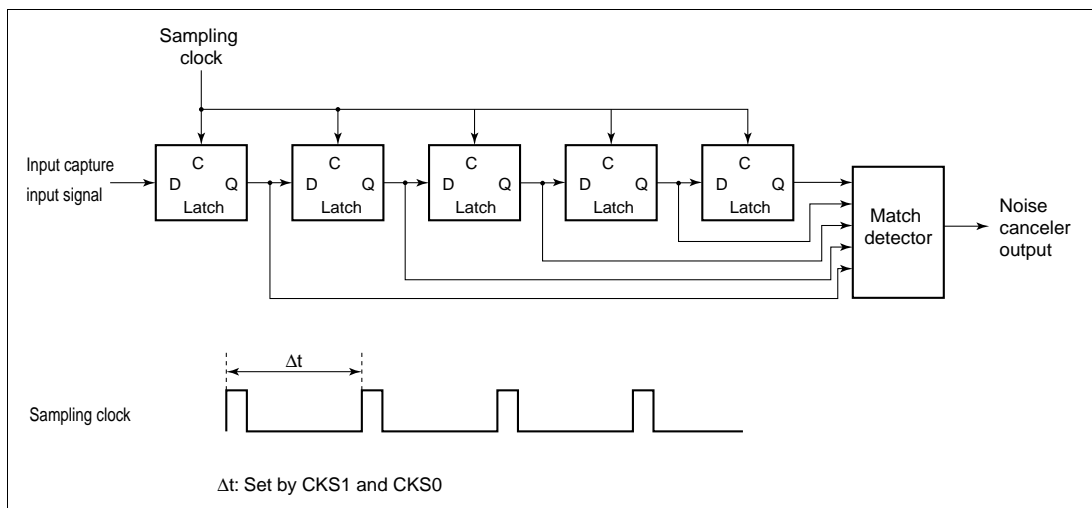 Sampling
clock
Input capture
input signal
C
D Q
Latch
C
D Q
Latch
C
D Q
Latch
C
D Q
Latch
C
D Q
Latch
Match
detector
Noise
canceler
output
Δt
Sampling clock
Δt: Set by CKS1 and CKS0